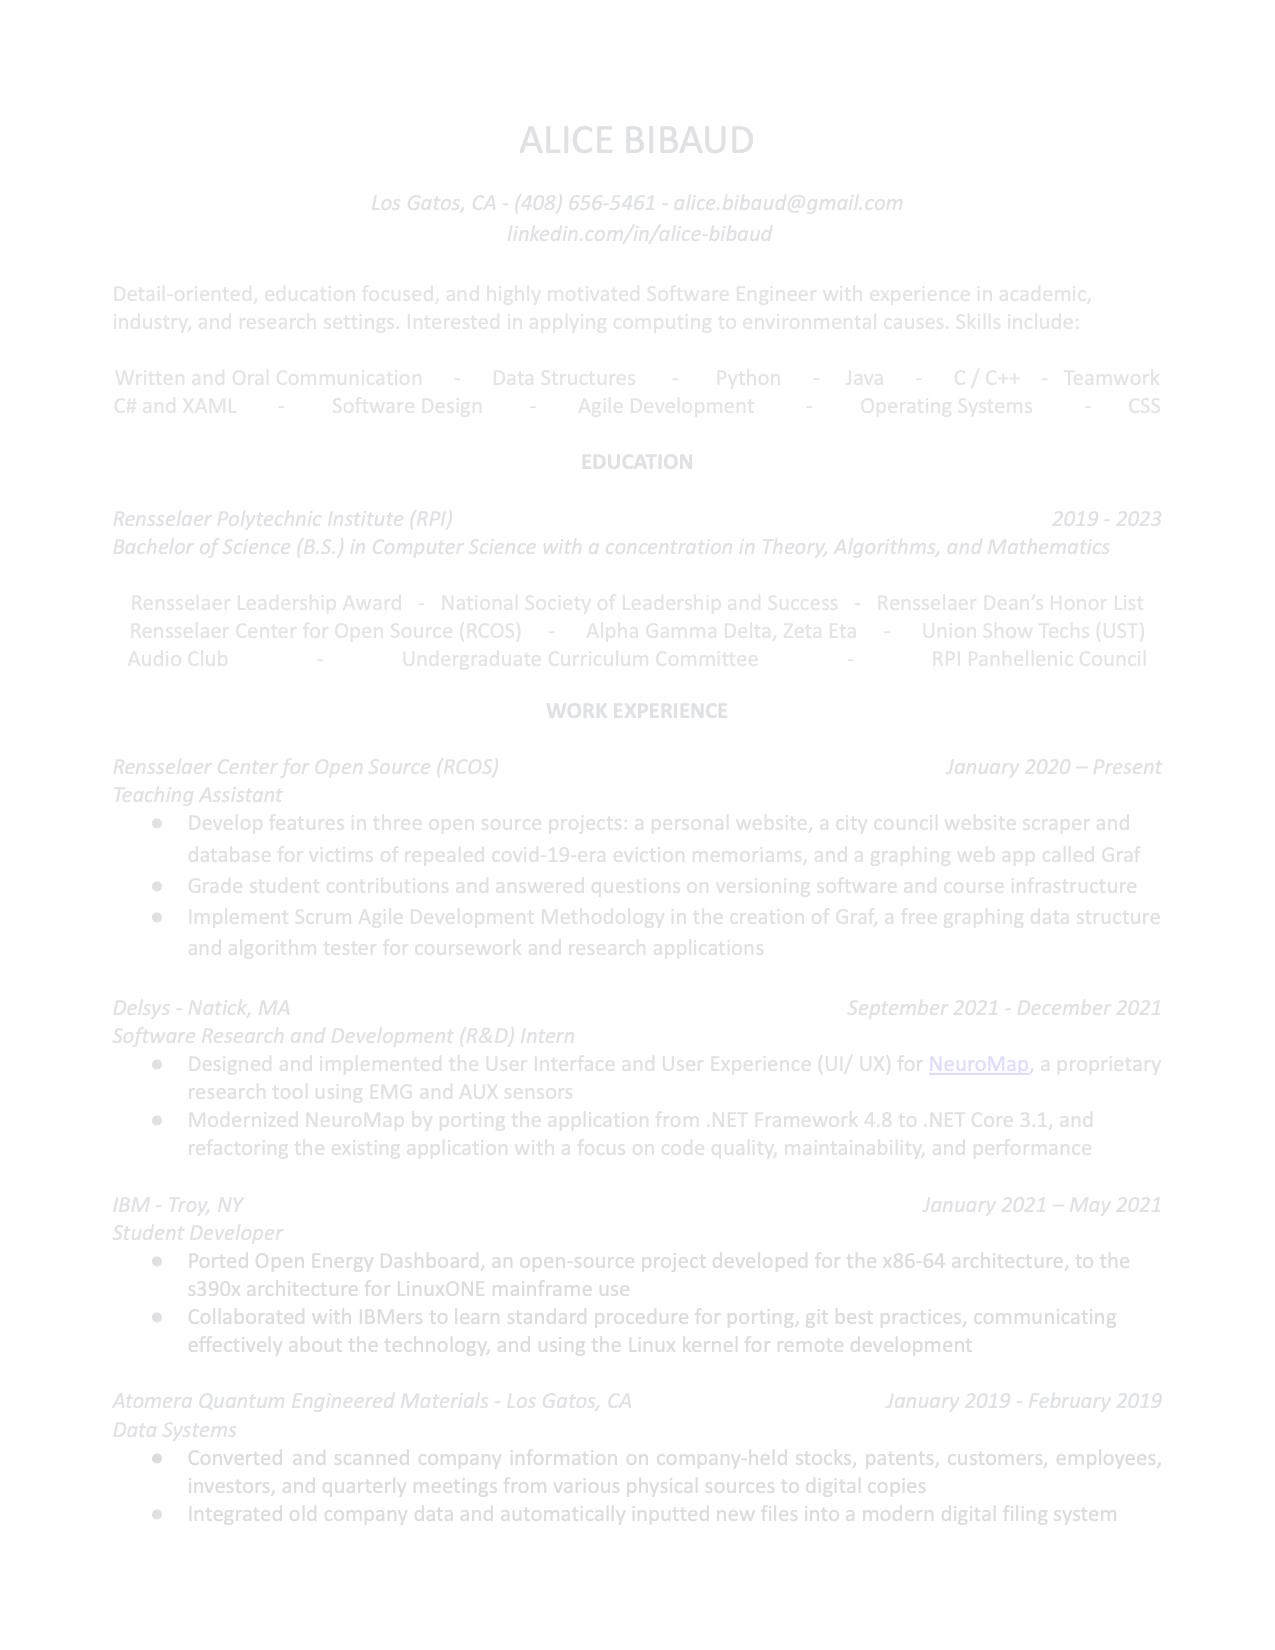 ALICE BIBAUD
Los Gatos, CA - (408) 656-5461 - alice.bibaud@gmail.com
linkedin.com/in/alice-bibaud
Detail-oriented, education focused, and highly motivated Software Engineer with experience in academic,
industry, and research settings. Interested in applying computing to environmental causes. Skills include:
Written and Oral Communication - Data Structures - Python - Java - C / C++ - Teamwork
C# and XAML - Software Design - Agile Development - Operating Systems - CSS
EDUCATION
Rensselaer Polytechnic Institute (RPI) 2019 - 2023
Bachelor of Science (B.S.) in Computer Science with a concentration in Theory, Algorithms, and Mathematics
Rensselaer Leadership Award - National Society of Leadership and Success - Rensselaer Dean’s Honor List
Rensselaer Center for Open Source (RCOS) - Alpha Gamma Delta, Zeta Eta - Union Show Techs (UST)
Audio Club - Undergraduate Curriculum Committee - RPI Panhellenic Council
WORK EXPERIENCE
Rensselaer Center for Open Source (RCOS) January 2020 – Present
Teaching Assistant
● Develop features in three open source projects: a personal website, a city council website scraper and
database for victims of repealed covid-19-era eviction memoriams, and a graphing web app called Graf
● Grade student contributions and answered questions on versioning software and course infrastructure
● Implement Scrum Agile Development Methodology in the creation of Graf, a free graphing data structure
and algorithm tester for coursework and research applications
Delsys - Natick, MA September 2021 - December 2021
Software Research and Development (R&D) Intern
● Designed and implemented the User Interface and User Experience (UI/ UX) for NeuroMap, a proprietary
research tool using EMG and AUX sensors
● Modernized NeuroMap by porting the application from .NET Framework 4.8 to .NET Core 3.1, and
refactoring the existing application with a focus on code quality, maintainability, and performance
IBM - Troy, NY January 2021 – May 2021
Student Developer
● Ported Open Energy Dashboard, an open-source project developed for the x86-64 architecture, to the
s390x architecture for LinuxONE mainframe use
● Collaborated with IBMers to learn standard procedure for porting, git best practices, communicating
effectively about the technology, and using the Linux kernel for remote development
Atomera Quantum Engineered Materials - Los Gatos, CA January 2019 - February 2019
Data Systems
● Converted and scanned company information on company-held stocks, patents, customers, employees,
investors, and quarterly meetings from various physical sources to digital copies
● Integrated old company data and automatically inputted new files into a modern digital filing system